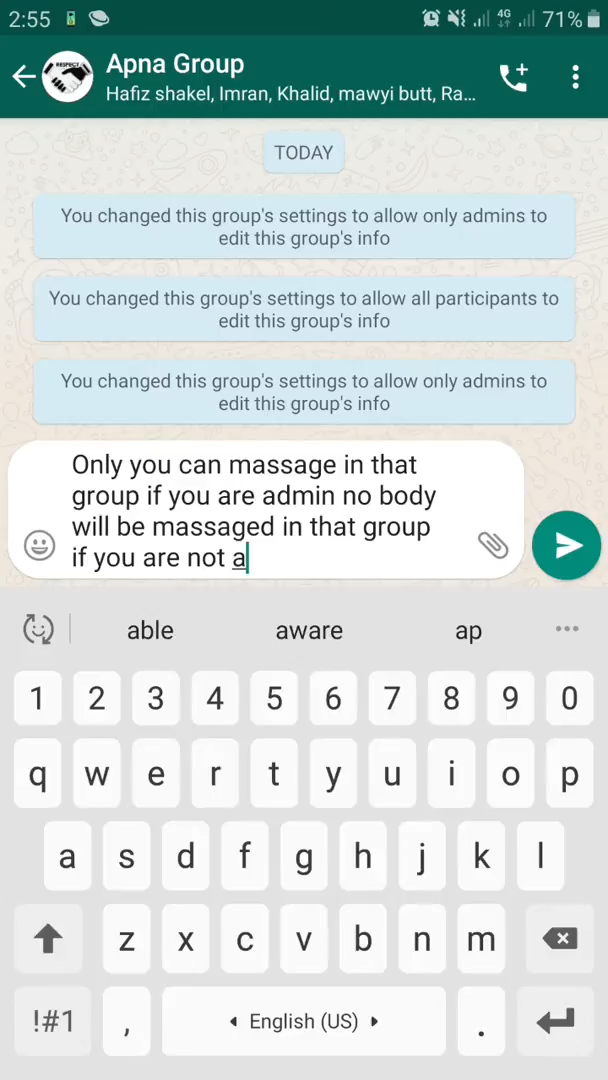 2:55 4G 71%
RESPECT
Apna Group
Hafiz shakel, Imran, Khalid, mawyi butt, Ra...
TODAY
You changed this group's settings to allow only admins to
edit this group's info
You changed this group's settings to allow all participants to
edit this group's info
You changed this group's settings to allow only admins to
edit this group's info
Only you can massage in that
group if you are admin no body
will be massaged in that group
if you are not a
able aware ap ...
1 2 3 4 5 6 7 8 9 0
q w e r t y u i o p
a s d f g h j k l
z x c v b n m
!#1 , English (US) .